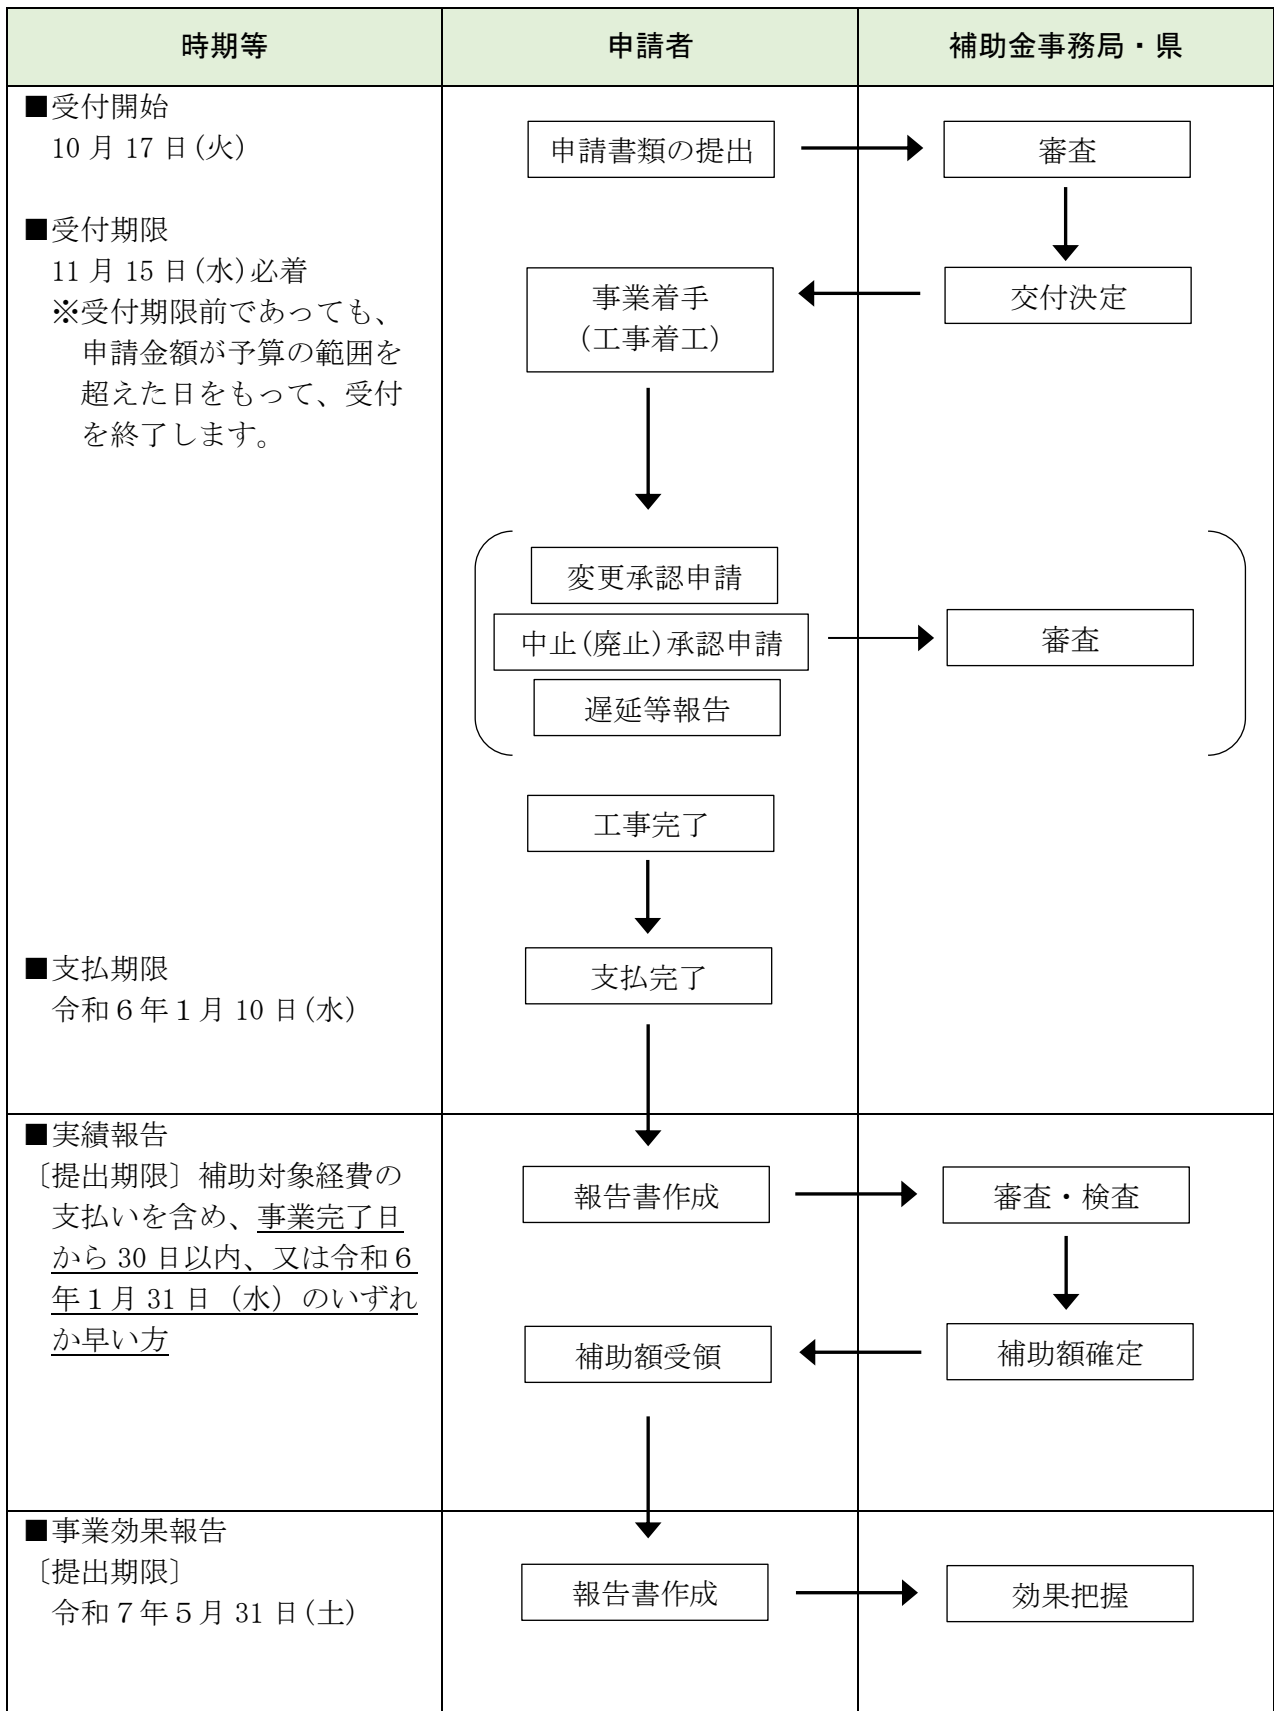 時期等
申請者
補助金事務局・県
■受付開始
10月17日(火)
申請書類の提出
審査
■受付期限
11月15日(水)必着
※受付期限前であっても、
申請金額が予算の範囲を
超えた日をもって、受付
を終了します。
事業着手
(工事着工)
交付決定
変更承認申請
中止(廃止)承認申請
遅延等報告
審査
工事完了
■支払期限
令和６年１月10日(水)
支払完了
■実績報告
〔提出期限〕補助対象経費の
支払いを含め、事業完了日
から30日以内、又は令和６
年１月31日（水）のいずれ
か早い方
報告書作成
審査・検査
補助額受領
補助額確定
■事業効果報告
〔提出期限〕
令和７年５月31日(土)
報告書作成
効果把握